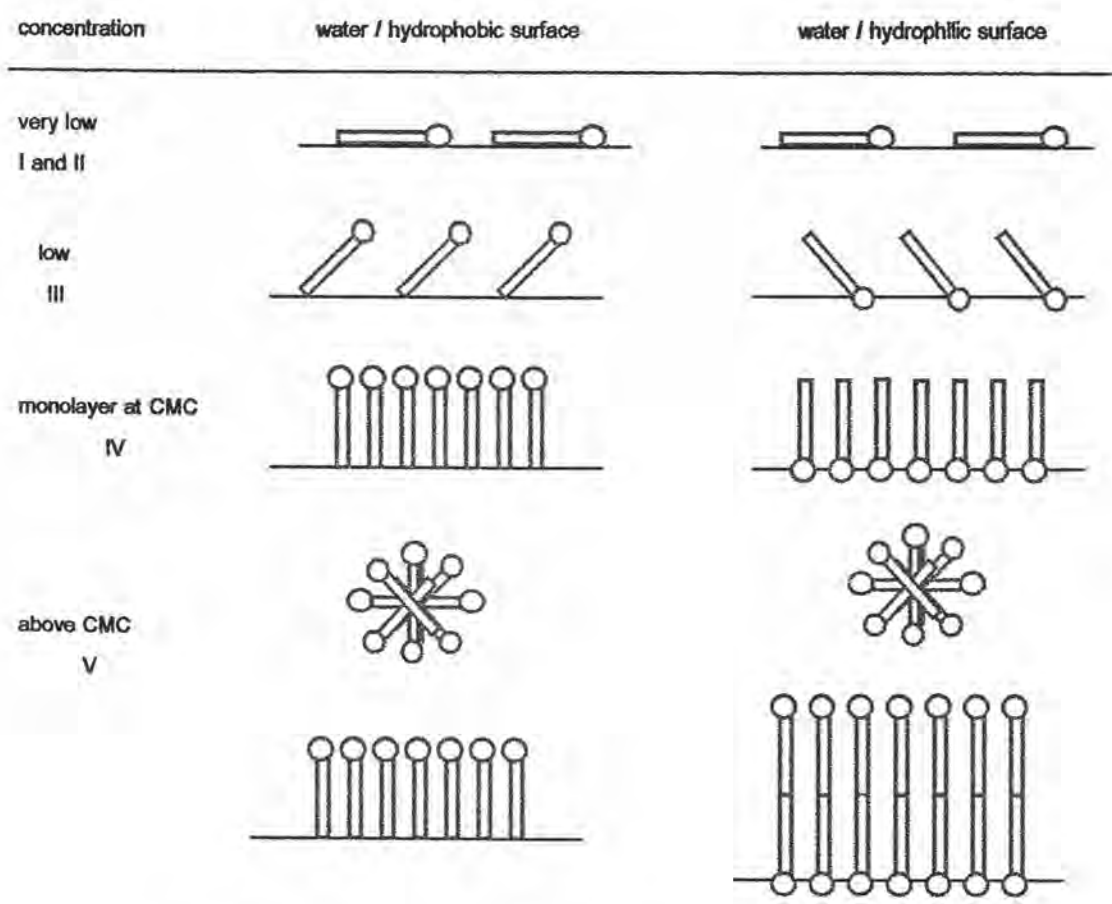 concentration water / hydrophobic surface water / hydrophilic surface
very low
I and II
low
III
monolayer at CMC
IV
above CMC
V